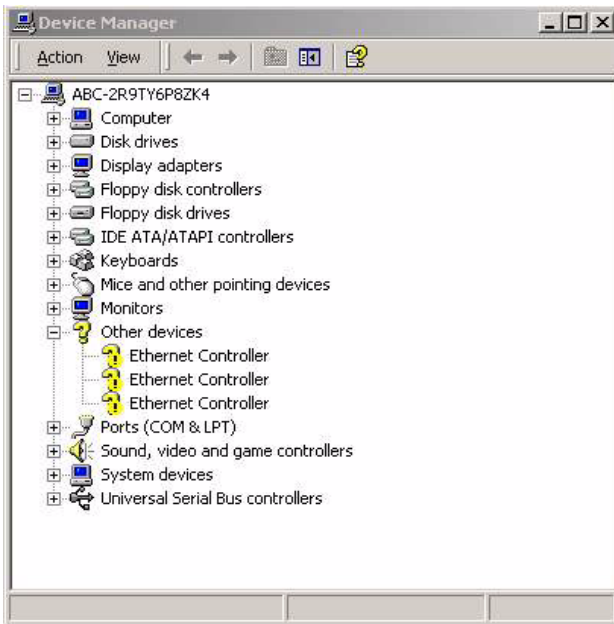 Device Manager
Action View
ABC-2R9TY6P8ZK4
Computer
Disk drives
Display adapters
Floppy disk controllers
Floppy disk drives
IDE ATA/ATAPI controllers
Keyboards
Mice and other pointing devices
Monitors
Other devices
Ethernet Controller
Ethernet Controller
Ethernet Controller
Ports (COM & LPT)
Sound, video and game controllers
System devices
Universal Serial Bus controllers